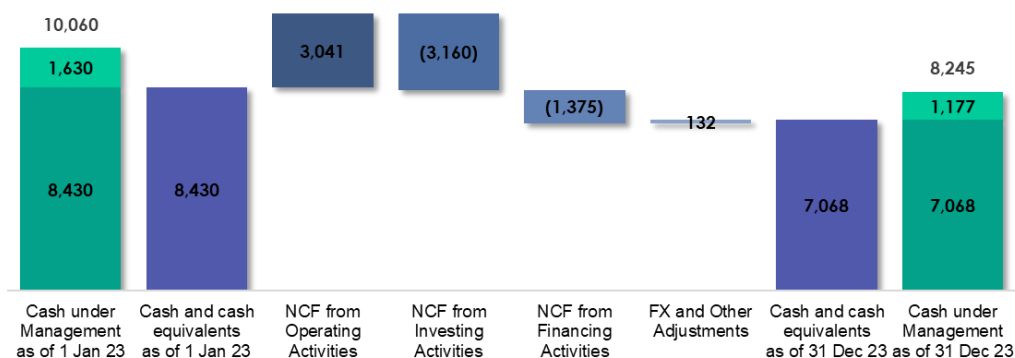 10,060
1,630
8,430
8,430
3,041
(3,160)
(1,375)
132
7,068
8,245
1,177
7,068
Cash under
Management
as of 1 Jan 23
Cash and cash
equivalents
as of 1 Jan 23
NCF from
Operating
Activities
NCF from
Investing
Activities
NCF from
Financing
Activities
FX and Other
Adjustments
Cash and cash
equivalents
as of 31 Dec 23
Cash under
Management
as of 31 Dec 23